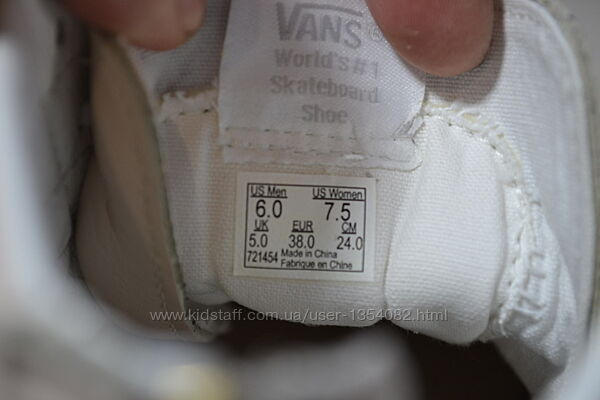 VANS®
World's #1
Skateboard
Shoe
US Men US Women
6.0 7.5
UK EUR CM
5.0 38.0 24.0
721454 Made in China
Fabrique en Chine
www.kidstaff.com.ua/user-1354082.html